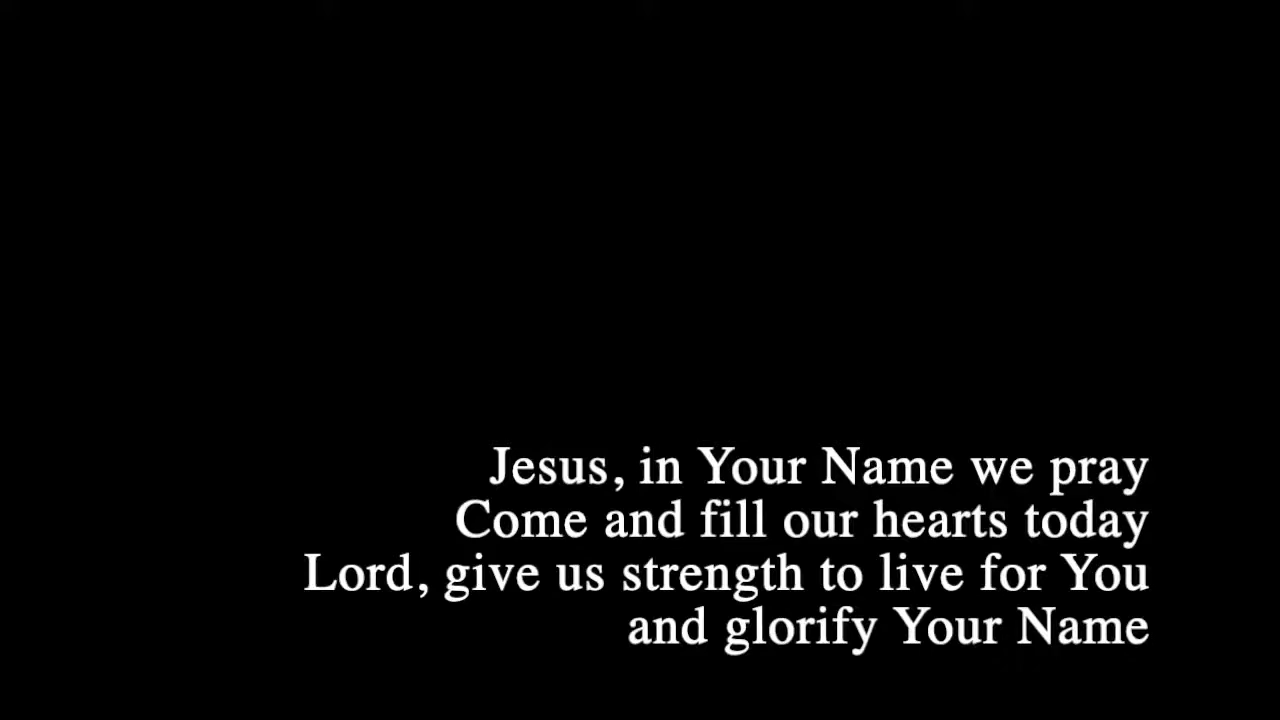 Jesus, in Your Name we pray
Come and fill our hearts today
Lord, give us strength to live for You
and glorify Your Name